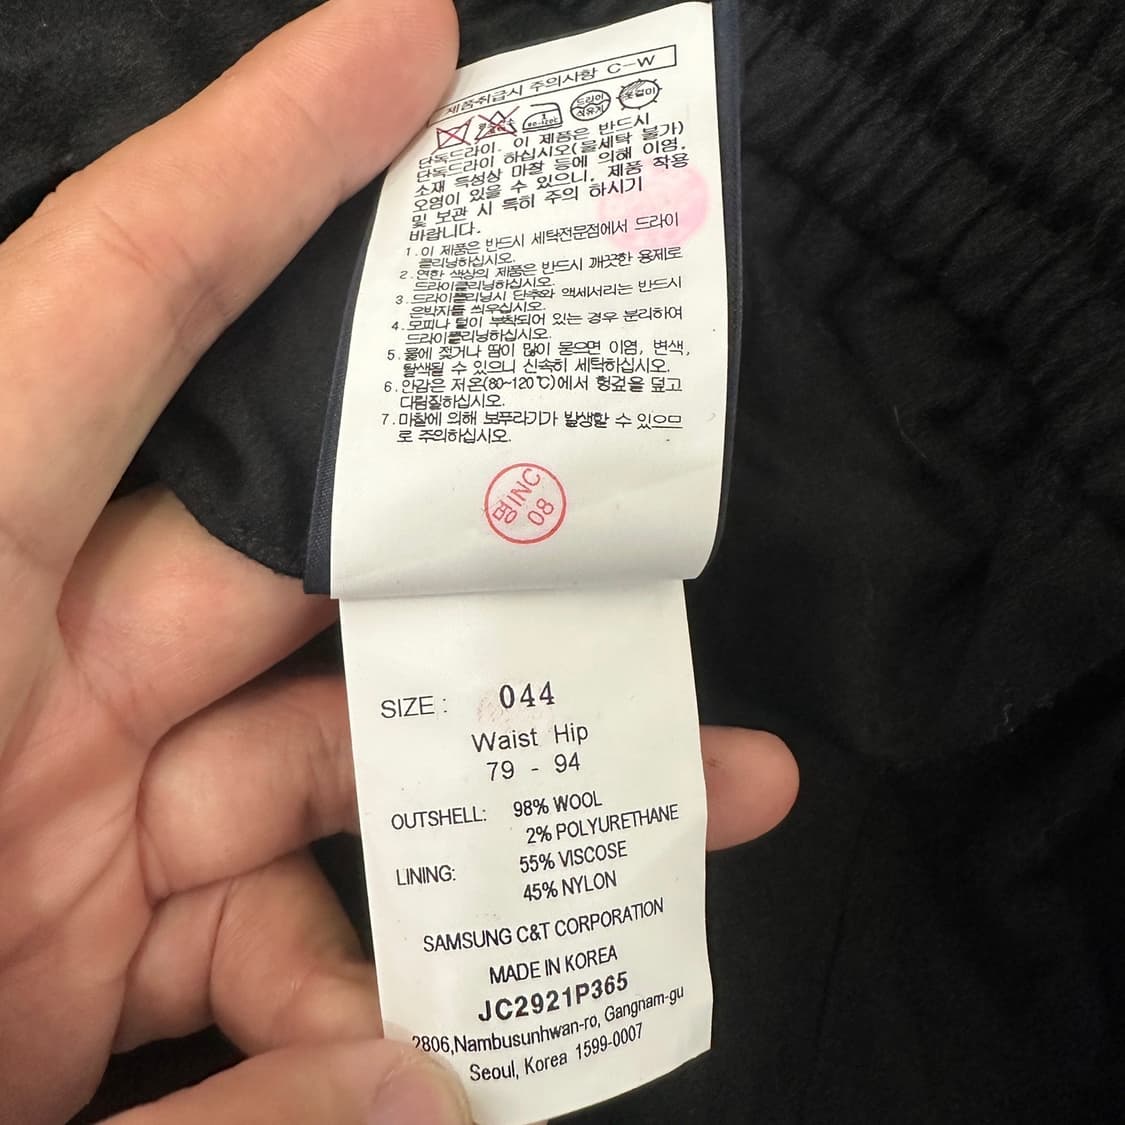 제품취급시 주의사항 C-W
80~120℃
드라이
석유계
옷걸이
단독드라이. 이 제품은 반드시
단독드라이 하십시오(물세탁 불가)
소재 특성상 마찰 등에 의해 이염,
오염이 있을 수 있으니, 제품 착용
및 보관 시 특히 주의 하시기
바랍니다.
1.이 제품은 반드시 세탁전문점에서 드라이
클리닝하십시오.
2.연한 색상의 제품은 반드시 깨끗한 용제로
드라이클리닝하십시오.
3.드라이클리닝시 단추와 액세서리는 반드시
은박지를 씌우십시오.
4.모피나 털이 부착되어 있는 경우 분리하여
드라이클리닝하십시오.
5.물에 젖거나 땀이 많이 묻으면 이염, 변색,
탈색될 수 있으니 신속히 세탁하십시오.
6.안감은 저온(80~120℃)에서 헝겊을 덮고
다림질하십시오.
7.마찰에 의해 보푸라기가 발생할 수 있으므
로 주의하십시오.
명INC
08
SIZE : 044
Waist Hip
79 - 94
OUTSHELL: 98% WOOL
2% POLYURETHANE
LINING: 55% VISCOSE
45% NYLON
SAMSUNG C&T CORPORATION
MADE IN KOREA
JC2921P365
2806,Nambusunhwan-ro, Gangnam-gu
Seoul, Korea 1599-0007